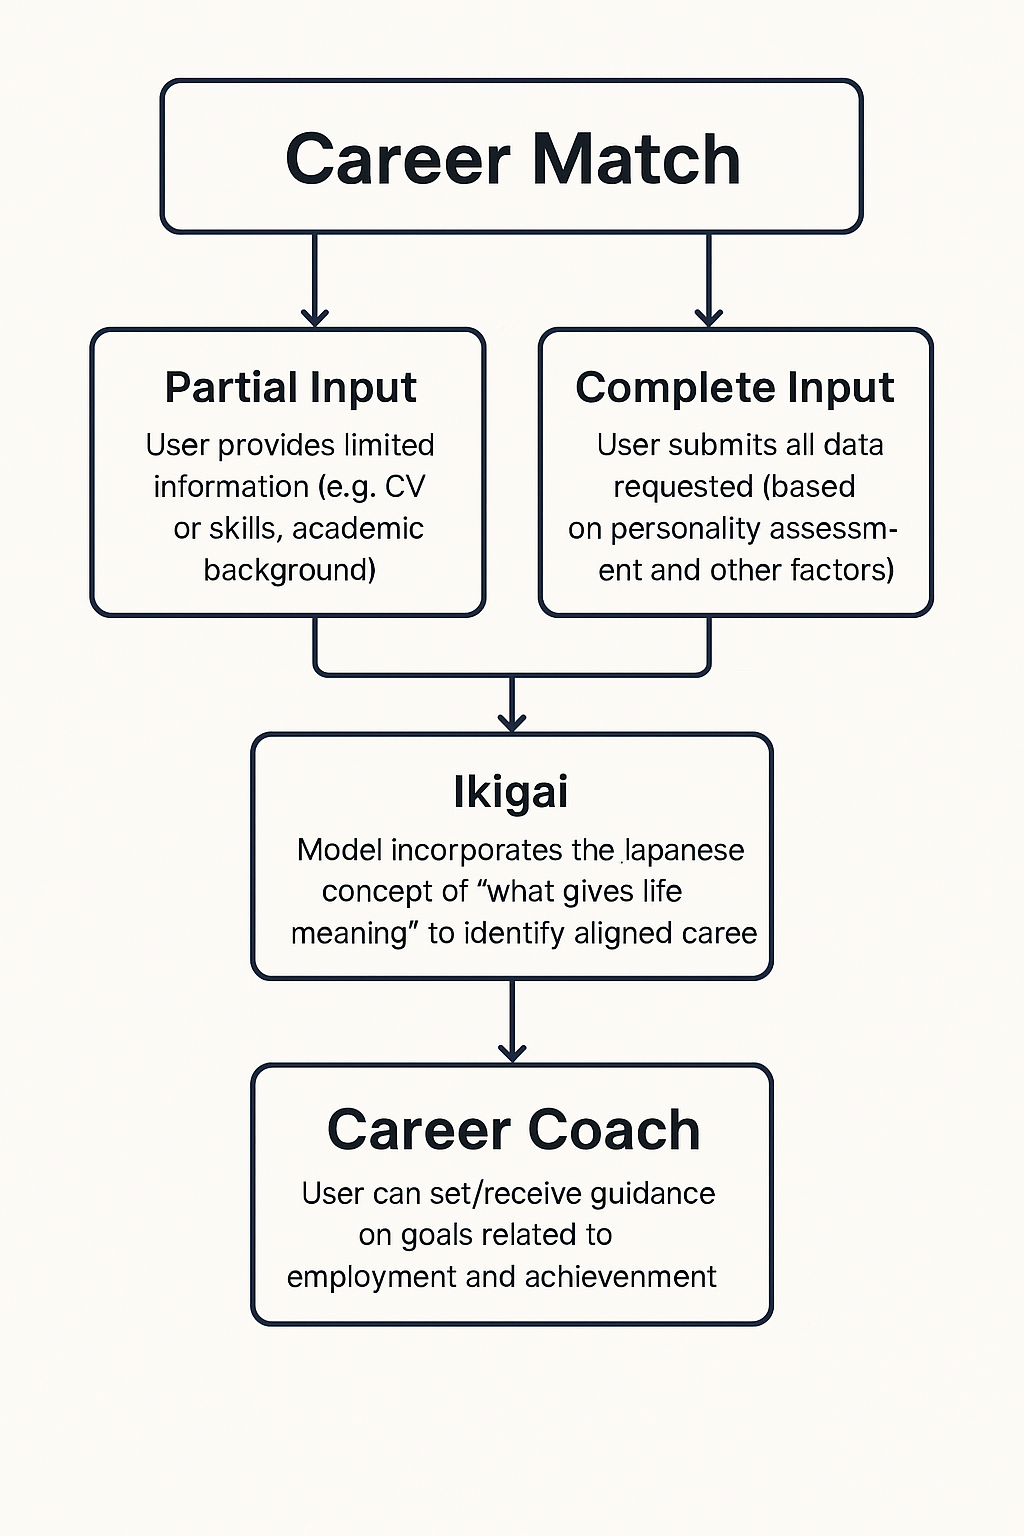 Career Match
Partial Input
User provides limited
information (e.g. CV
or skills, academic
background)
Complete Input
User submits all data
requested (based
on personality assessm-
ent and other factors)
Ikigai
Model incorporates the Japanese
concept of “what gives life
meaning” to identify aligned caree
Career Coach
User can set/receive guidance
on goals related to
employment and achievenment